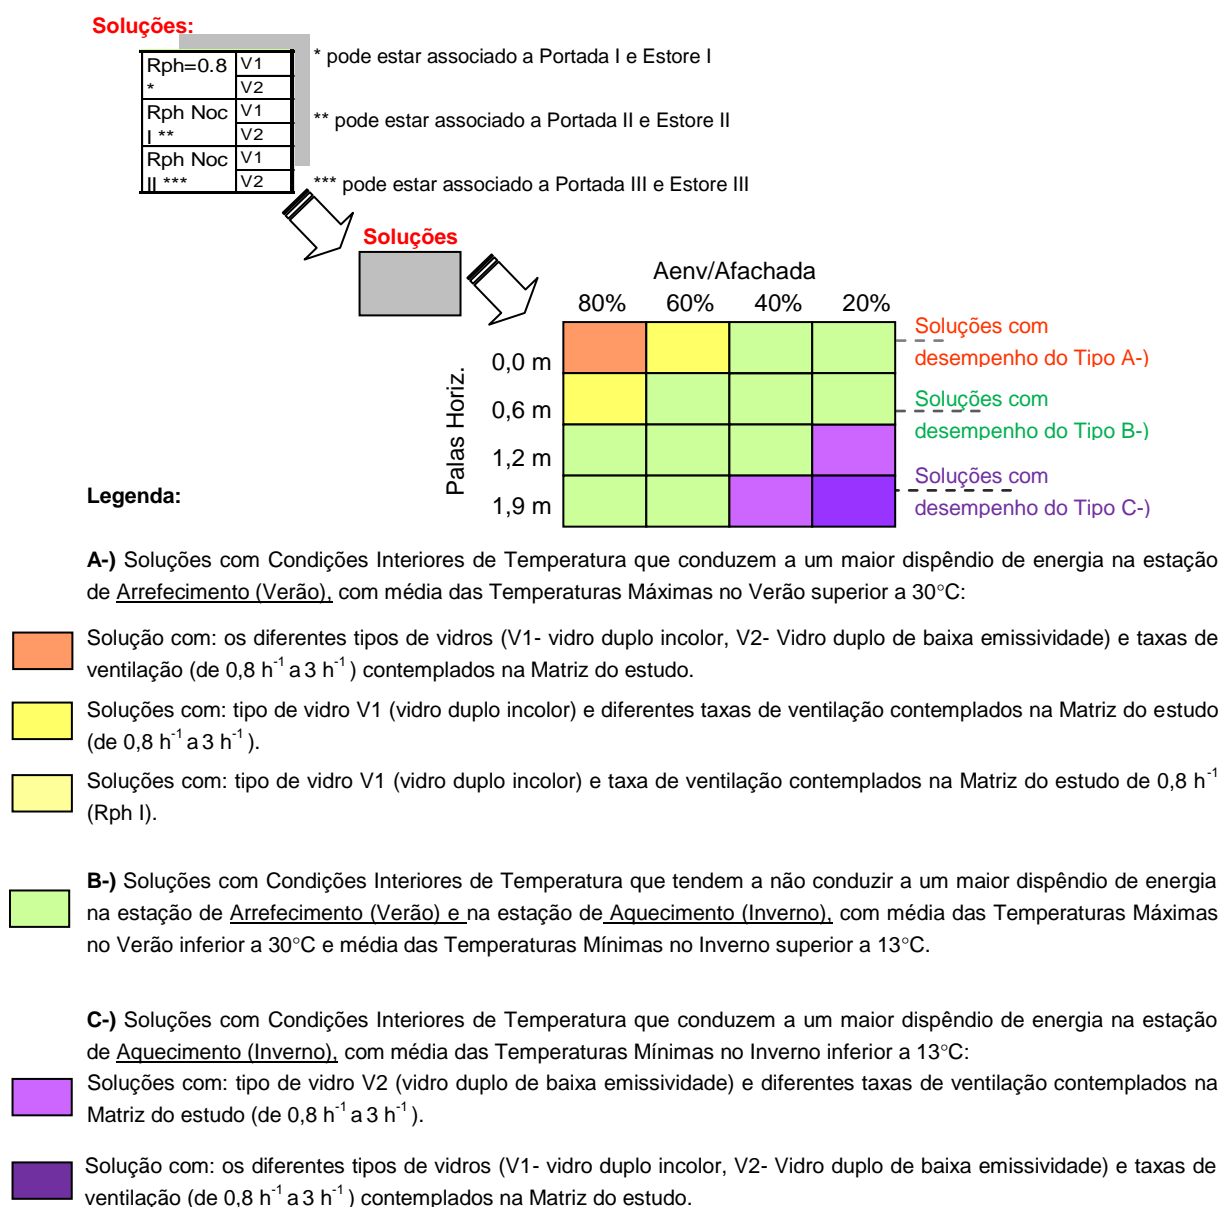 Soluções:
Rph=0.8
*
V1
V2
* pode estar associado a Portada I e Estore I
Rph Noc
I **
V1
V2
** pode estar associado a Portada II e Estore II
Rph Noc
II ***
V1
V2
*** pode estar associado a Portada III e Estore III
Soluções
Aenv/Afachada
80% 60% 40% 20%
Palas Horiz.
0,0 m
0,6 m
1,2 m
1,9 m
Soluções com
desempenho do Tipo A-)
Soluções com
desempenho do Tipo B-)
Soluções com
desempenho do Tipo C-)
Legenda:
A-) Soluções com Condições Interiores de Temperatura que conduzem a um maior dispêndio de energia na estação
de Arrefecimento (Verão), com média das Temperaturas Máximas no Verão superior a 30°C:
Solução com: os diferentes tipos de vidros (V1- vidro duplo incolor, V2- Vidro duplo de baixa emissividade) e taxas de
ventilação (de 0,8 h-1 a 3 h-1 ) contemplados na Matriz do estudo.
Soluções com: tipo de vidro V1 (vidro duplo incolor) e diferentes taxas de ventilação contemplados na Matriz do estudo
(de 0,8 h-1 a 3 h-1 ).
Soluções com: tipo de vidro V1 (vidro duplo incolor) e taxa de ventilação contemplados na Matriz do estudo de 0,8 h-1
(Rph I).
B-) Soluções com Condições Interiores de Temperatura que tendem a não conduzir a um maior dispêndio de energia
na estação de Arrefecimento (Verão) e na estação de Aquecimento (Inverno), com média das Temperaturas Máximas
no Verão inferior a 30°C e média das Temperaturas Mínimas no Inverno superior a 13°C.
C-) Soluções com Condições Interiores de Temperatura que conduzem a um maior dispêndio de energia na estação
de Aquecimento (Inverno), com média das Temperaturas Mínimas no Inverno inferior a 13°C:
Soluções com: tipo de vidro V2 (vidro duplo de baixa emissividade) e diferentes taxas de ventilação contemplados na
Matriz do estudo (de 0,8 h-1 a 3 h-1 ).
Solução com: os diferentes tipos de vidros (V1- vidro duplo incolor, V2- Vidro duplo de baixa emissividade) e taxas de
ventilação (de 0,8 h-1 a 3 h-1 ) contemplados na Matriz do estudo.